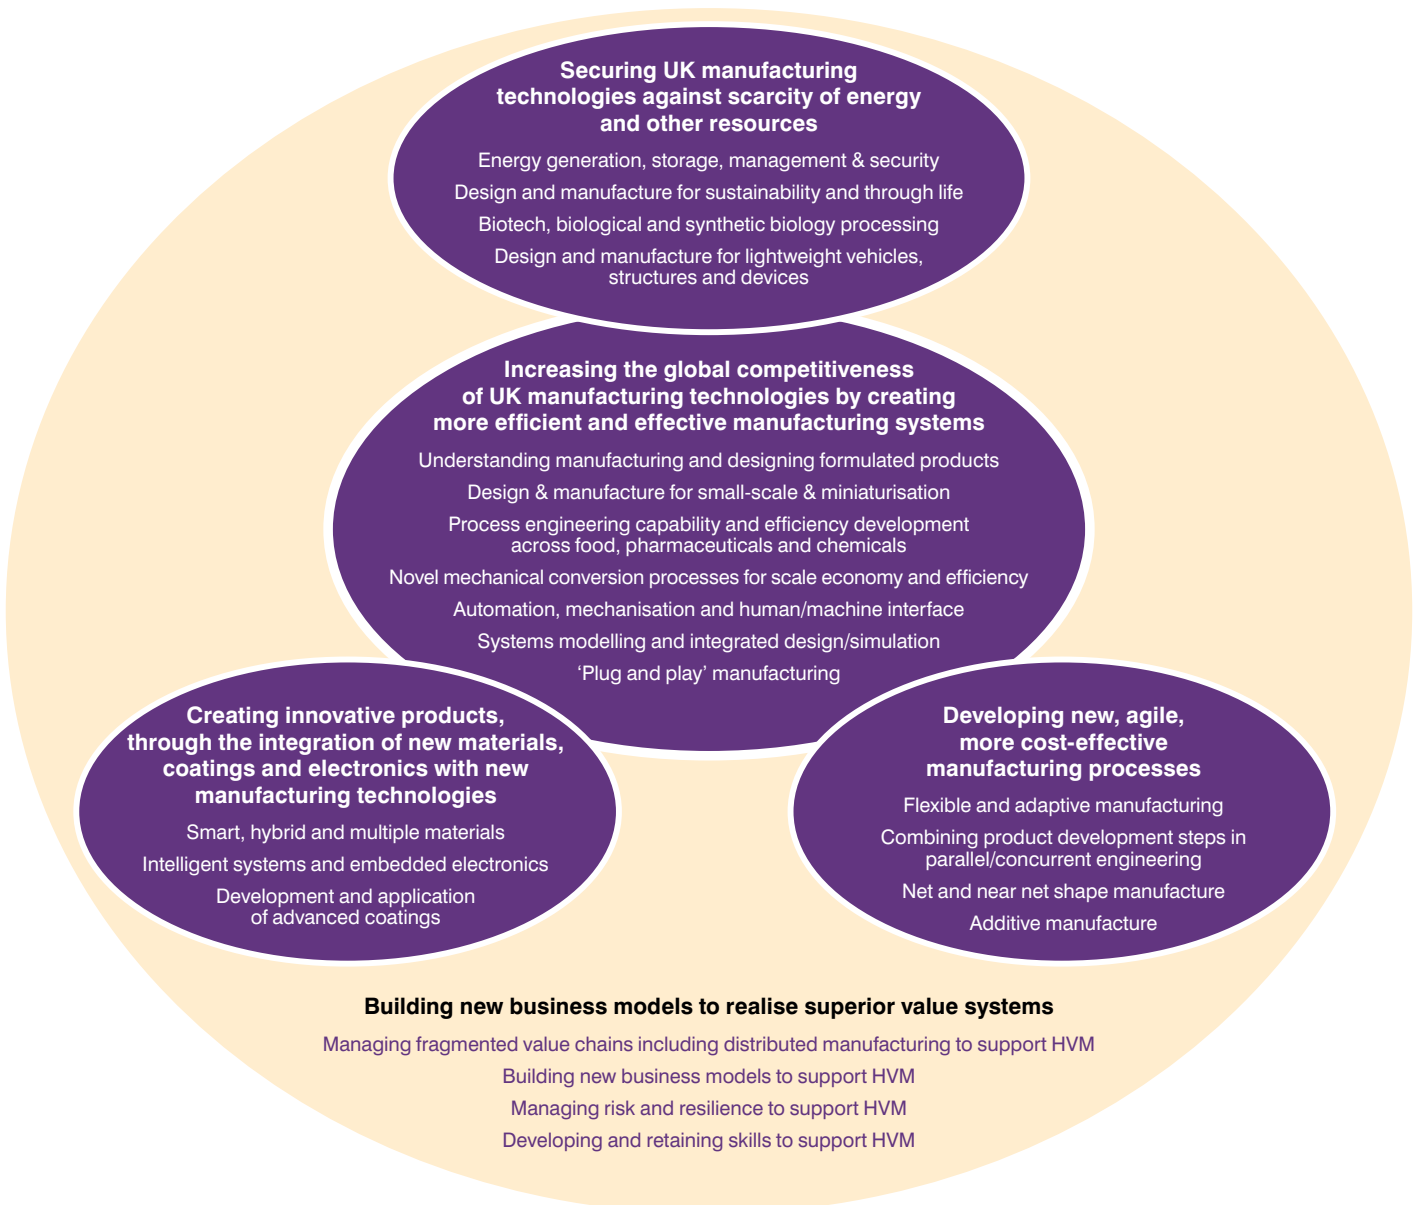 Securing UK manufacturing
technologies against scarcity of energy
and other resources
Energy generation, storage, management & security
Design and manufacture for sustainability and through life
Biotech, biological and synthetic biology processing
Design and manufacture for lightweight vehicles,
structures and devices
Increasing the global competitiveness
of UK manufacturing technologies by creating
more efficient and effective manufacturing systems
Understanding manufacturing and designing formulated products
Design & manufacture for small-scale & miniaturisation
Process engineering capability and efficiency development
across food, pharmaceuticals and chemicals
Novel mechanical conversion processes for scale economy and efficiency
Automation, mechanisation and human/machine interface
Systems modelling and integrated design/simulation
‘Plug and play’ manufacturing
Creating innovative products,
through the integration of new materials,
coatings and electronics with new
manufacturing technologies
Smart, hybrid and multiple materials
Intelligent systems and embedded electronics
Development and application
of advanced coatings
Developing new, agile,
more cost-effective
manufacturing processes
Flexible and adaptive manufacturing
Combining product development steps in
parallel/concurrent engineering
Net and near net shape manufacture
Additive manufacture
Building new business models to realise superior value systems
Managing fragmented value chains including distributed manufacturing to support HVM
Building new business models to support HVM
Managing risk and resilience to support HVM
Developing and retaining skills to support HVM